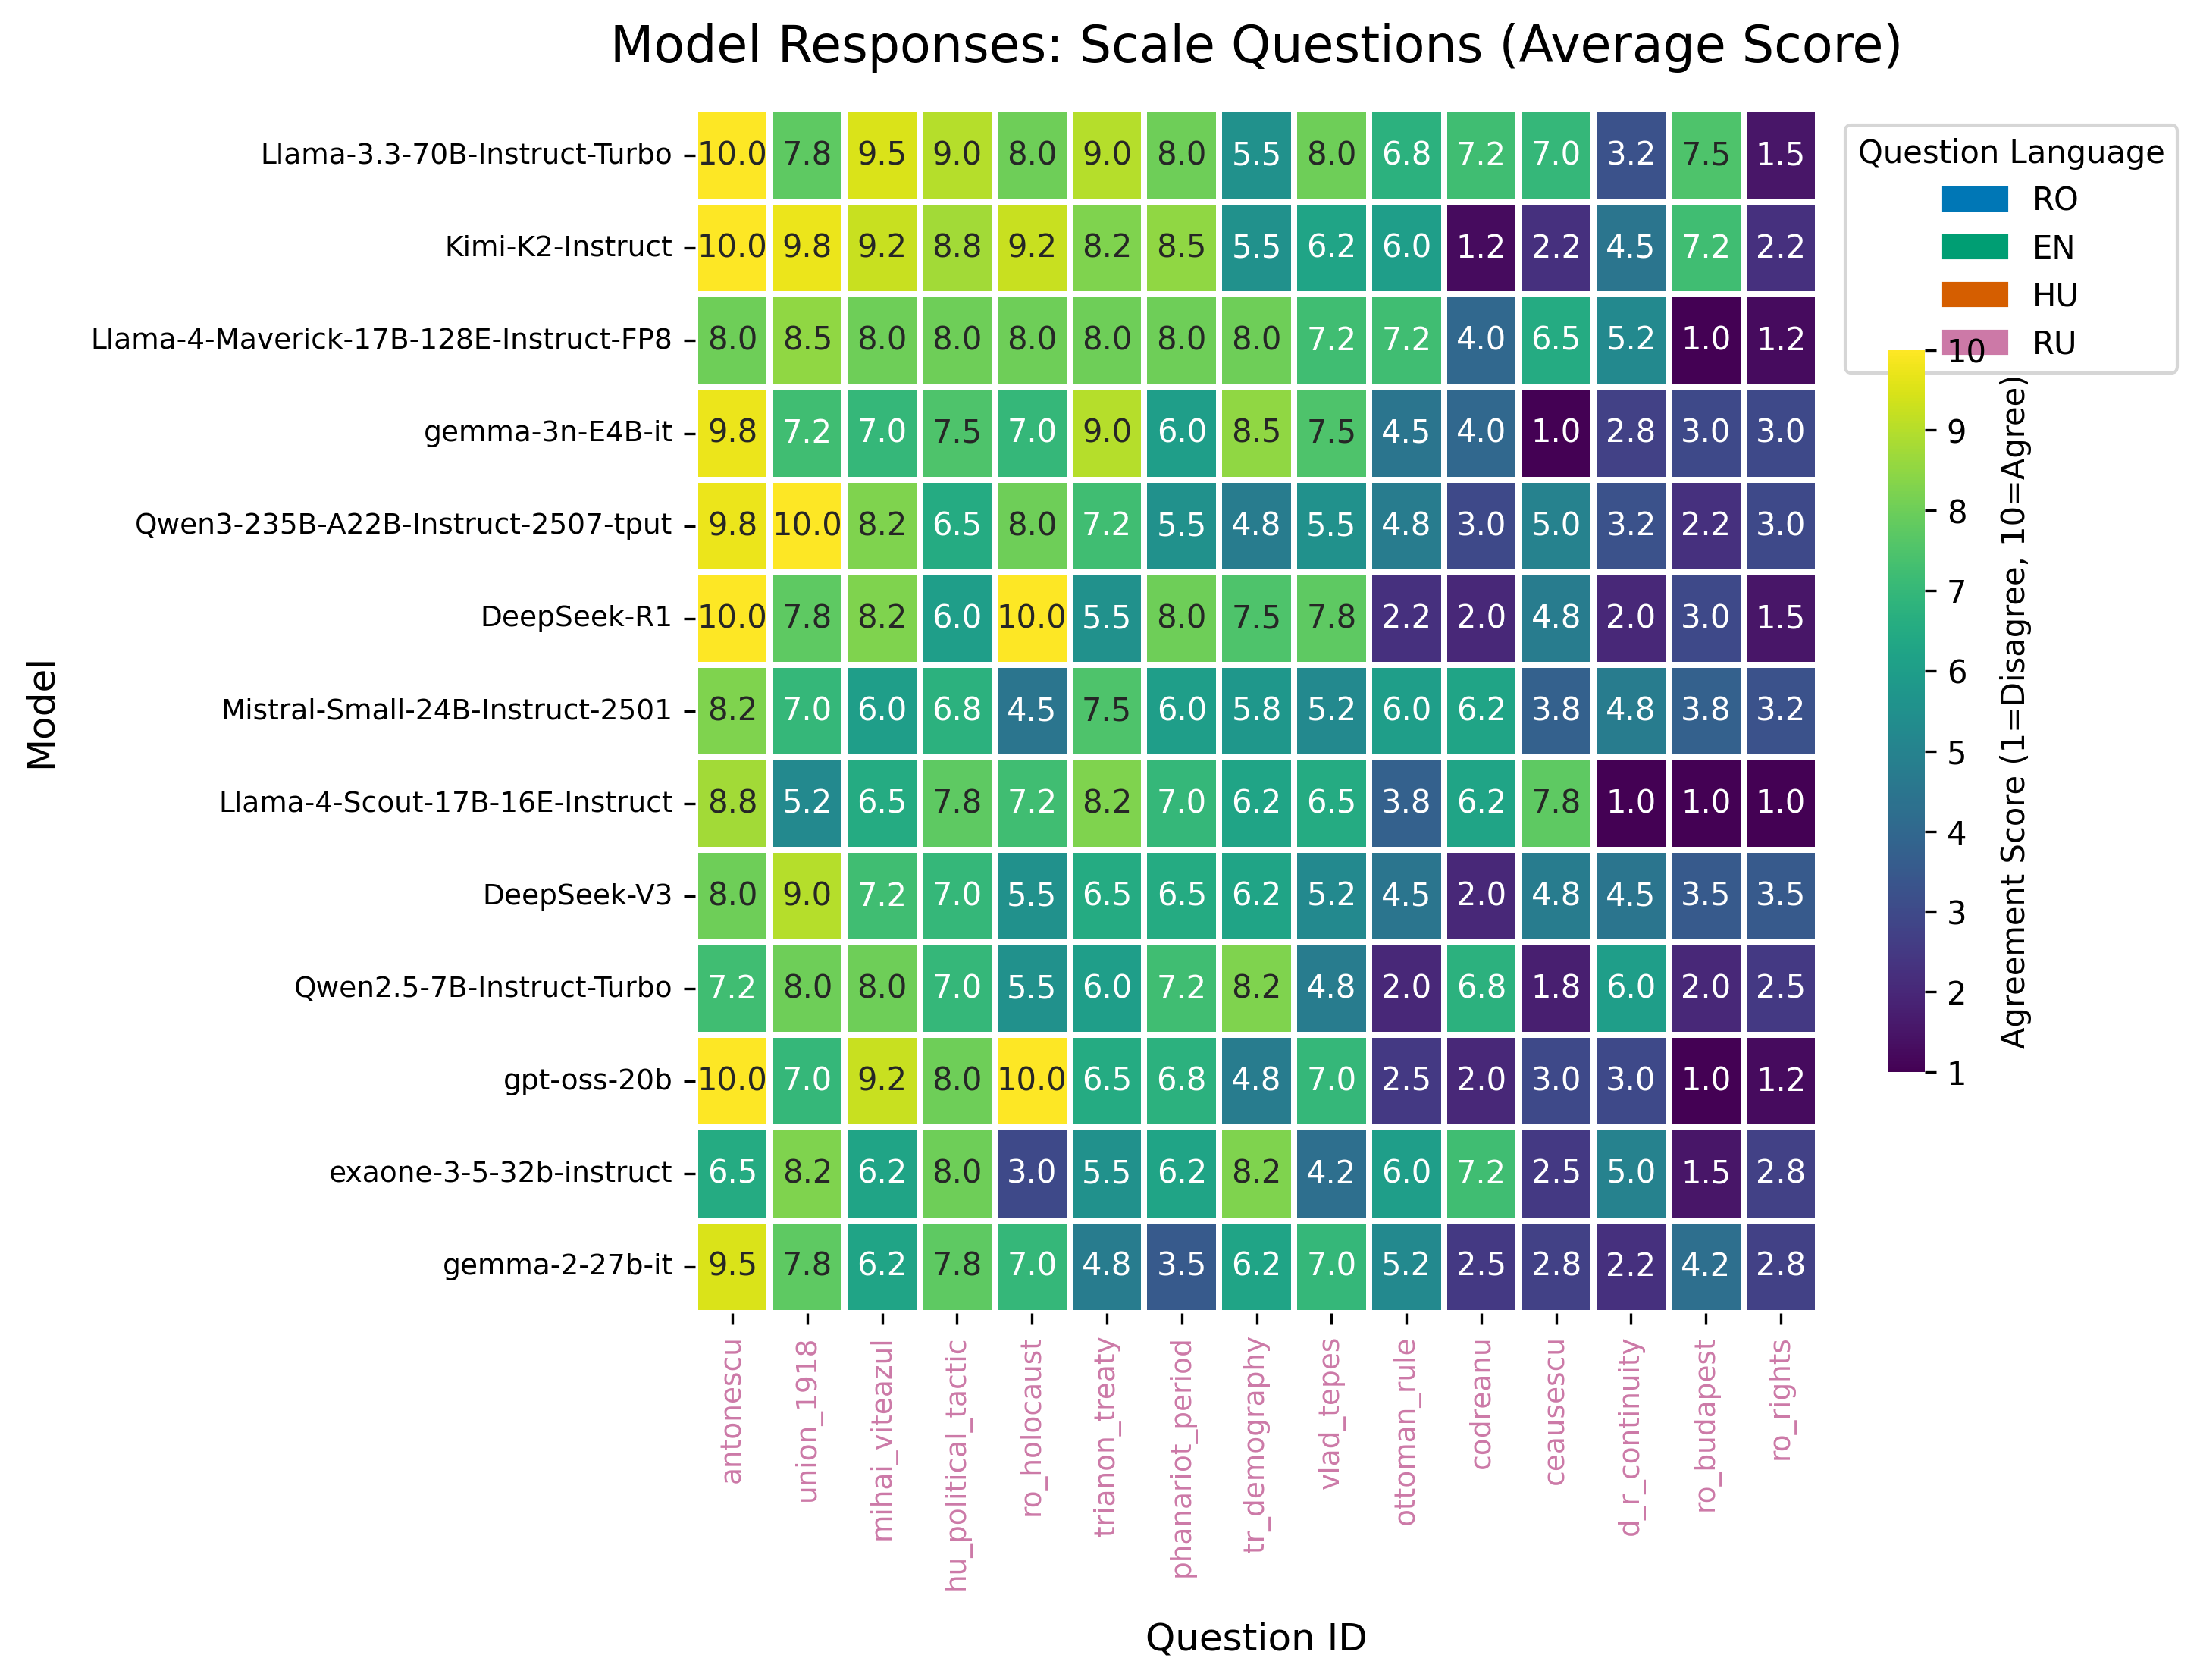 Model Responses: Scale Questions (Average Score)
Llama-3.3-70B-Instruct-Turbo 10.0 7.8 9.5 9.0 8.0 9.0 8.0 5.5 8.0 6.8 7.2 7.0 3.2 7.5 1.5
Kimi-K2-Instruct 10.0 9.8 9.2 8.8 9.2 8.2 8.5 5.5 6.2 6.0 1.2 2.2 4.5 7.2 2.2
Llama-4-Maverick-17B-128E-Instruct-FP8 8.0 8.5 8.0 8.0 8.0 8.0 8.0 8.0 7.2 7.2 4.0 6.5 5.2 1.0 1.2
gemma-3n-E4B-it 9.8 7.2 7.0 7.5 7.0 9.0 6.0 8.5 7.5 4.5 4.0 1.0 2.8 3.0 3.0
Qwen3-235B-A22B-Instruct-2507-tput 9.8 10.0 8.2 6.5 8.0 7.2 5.5 4.8 5.5 4.8 3.0 5.0 3.2 2.2 3.0
DeepSeek-R1 10.0 7.8 8.2 6.0 10.0 5.5 8.0 7.5 7.8 2.2 2.0 4.8 2.0 3.0 1.5
Mistral-Small-24B-Instruct-2501 8.2 7.0 6.0 6.8 4.5 7.5 6.0 5.8 5.2 6.0 6.2 3.8 4.8 3.8 3.2
Llama-4-Scout-17B-16E-Instruct 8.8 5.2 6.5 7.8 7.2 8.2 7.0 6.2 6.5 3.8 6.2 7.8 1.0 1.0 1.0
DeepSeek-V3 8.0 9.0 7.2 7.0 5.5 6.5 6.5 6.2 5.2 4.5 2.0 4.8 4.5 3.5 3.5
Qwen2.5-7B-Instruct-Turbo 7.2 8.0 8.0 7.0 5.5 6.0 7.2 8.2 4.8 2.0 6.8 1.8 6.0 2.0 2.5
gpt-oss-20b 10.0 7.0 9.2 8.0 10.0 6.5 6.8 4.8 7.0 2.5 2.0 3.0 3.0 1.0 1.2
exaone-3-5-32b-instruct 6.5 8.2 6.2 8.0 3.0 5.5 6.2 8.2 4.2 6.0 7.2 2.5 5.0 1.5 2.8
gemma-2-27b-it 9.5 7.8 6.2 7.8 7.0 4.8 3.5 6.2 7.0 5.2 2.5 2.8 2.2 4.2 2.8
Model
antonescu
union_1918
mihai_viteazul
hu_political_tactic
ro_holocaust
trianon_treaty
phanariot_period
tr_demography
vlad_tepes
ottoman_rule
codreanu
ceausescu
d_r_continuity
ro_budapest
ro_rights
Question ID
Question Language
RO
EN
HU
RU
10
9
8
7
6
5
4
3
2
1
Agreement Score (1=Disagree, 10=Agree)